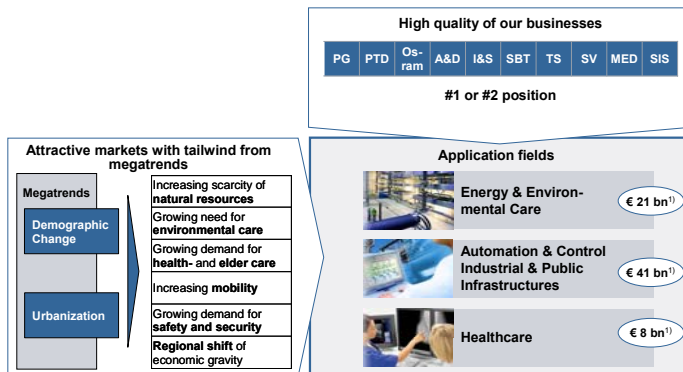 High quality of our businesses
PG PTD Os-
ram A&D I&S SBT TS SV MED SIS
#1 or #2 position
Attractive markets with tailwind from
megatrends
Megatrends
Demographic
Change
Urbanization
Increasing scarcity of
natural resources
Growing need for
environmental care
Growing demand for
health- and elder care
Increasing mobility
Growing demand for
safety and security
Regional shift of
economic gravity
Application fields
Energy & Environ-
mental Care
€ 21 bn1)
Automation & Control
Industrial & Public
Infrastructures
€ 41 bn1)
Healthcare
€ 8 bn1)